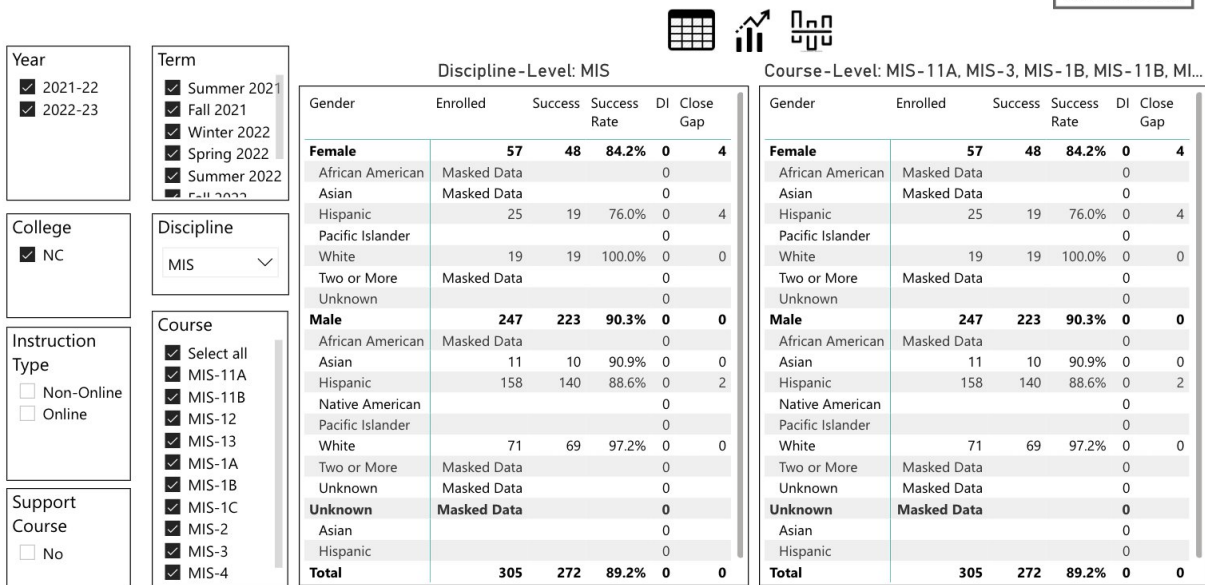 Year
2021-22
2022-23
Term
Summer 2021
Fall 2021
Winter 2022
Spring 2022
Summer 2022
College
NC
Discipline
MIS
Instruction
Type
Non-Online
Online
Course
Select all
MIS-11A
MIS-11B
MIS-12
MIS-13
MIS-1A
MIS-1B
MIS-1C
MIS-2
MIS-3
MIS-4
Support
Course
No
Discipline-Level: MIS
Gender Enrolled Success Success DI Close
Rate Gap
Female 57 48 84.2% 0 4
African American Masked Data 0
Asian Masked Data 0
Hispanic 25 19 76.0% 0 4
Pacific Islander 0
White 19 19 100.0% 0 0
Two or More Masked Data 0
Unknown 0
Male 247 223 90.3% 0 0
African American Masked Data 0
Asian 11 10 90.9% 0 0
Hispanic 158 140 88.6% 0 2
Native American 0
Pacific Islander 0
White 71 69 97.2% 0 0
Two or More Masked Data 0
Unknown Masked Data 0
Unknown Masked Data 0
Asian 0
Hispanic 0
Total 305 272 89.2% 0 0
Course-Level: MIS-11A, MIS-3, MIS-1B, MIS-11B, MI...
Gender Enrolled Success Success DI Close
Rate Gap
Female 57 48 84.2% 0 4
African American Masked Data 0
Asian Masked Data 0
Hispanic 25 19 76.0% 0 4
Pacific Islander 0
White 19 19 100.0% 0 0
Two or More Masked Data 0
Unknown 0
Male 247 223 90.3% 0 0
African American Masked Data 0
Asian 11 10 90.9% 0 0
Hispanic 158 140 88.6% 0 2
Native American 0
Pacific Islander 0
White 71 69 97.2% 0 0
Two or More Masked Data 0
Unknown Masked Data 0
Unknown Masked Data 0
Asian 0
Hispanic 0
Total 305 272 89.2% 0 0